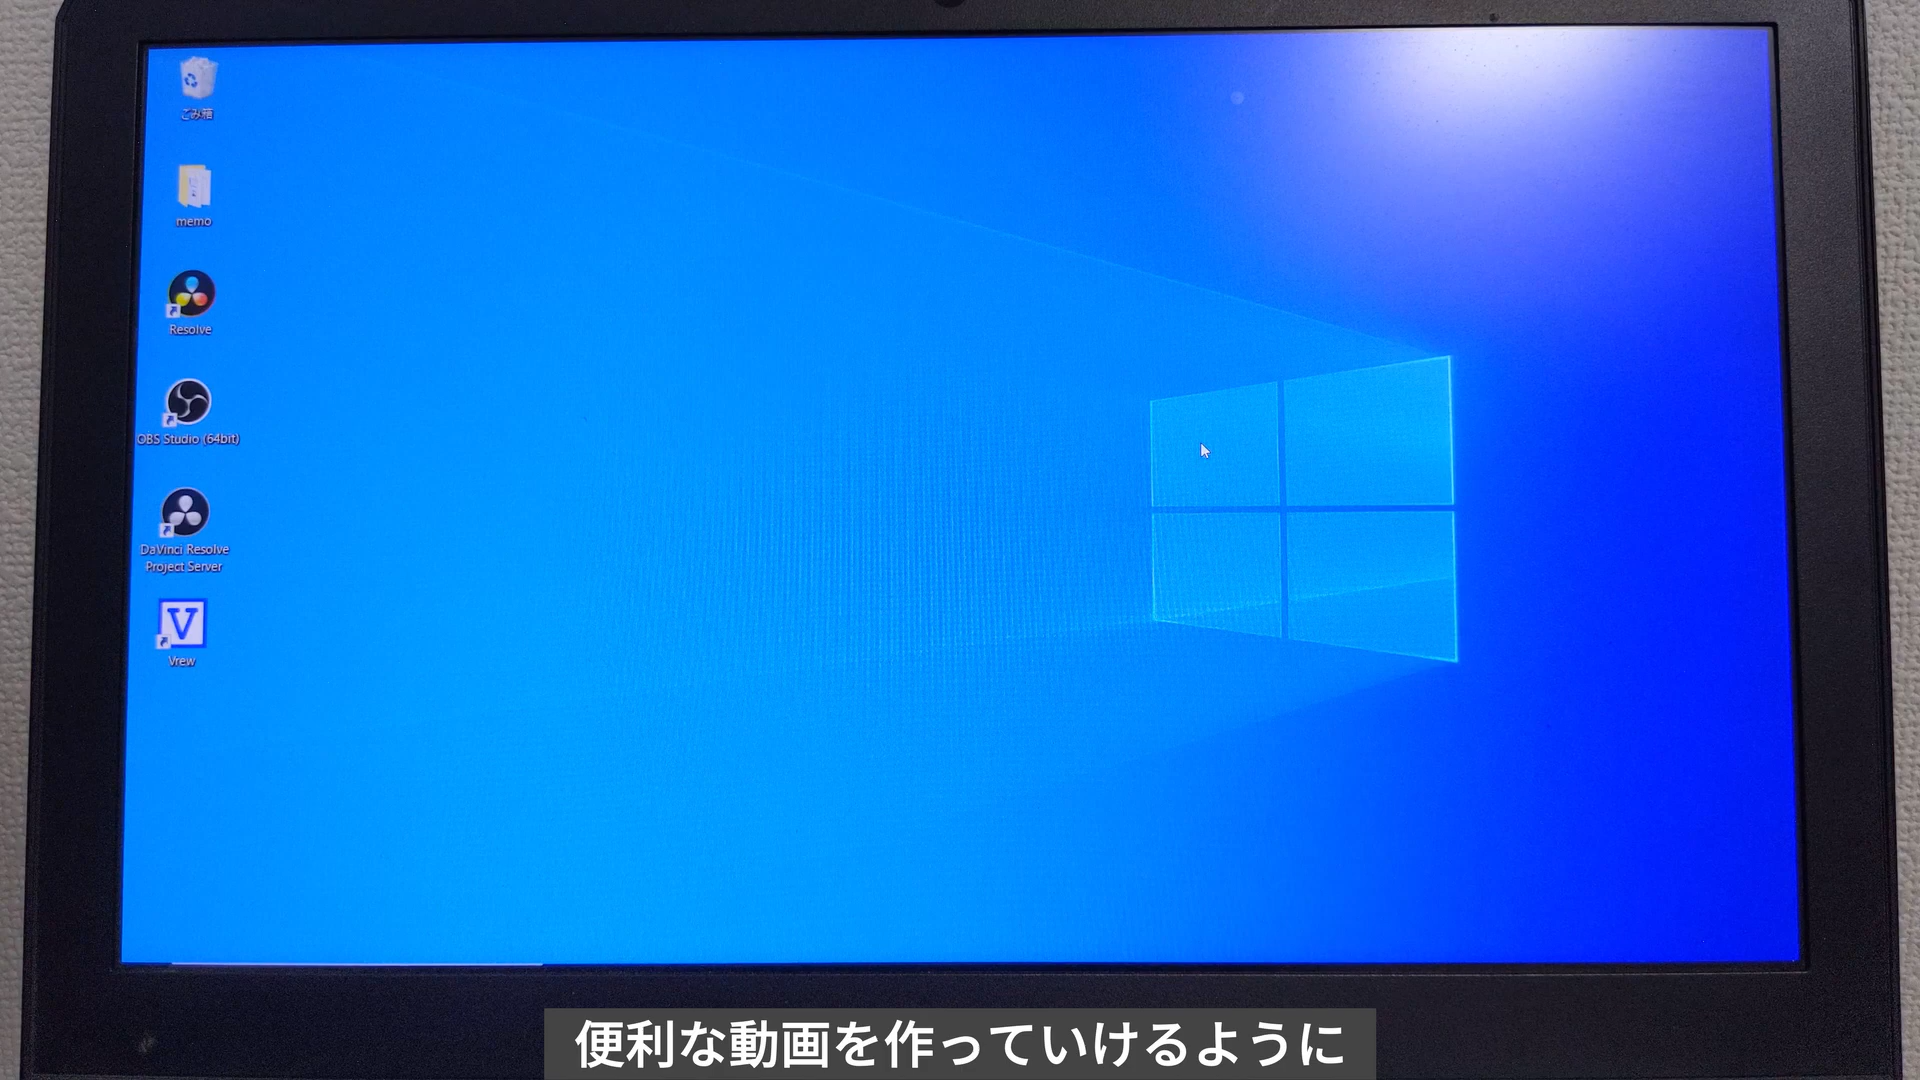 ごみ箱
memo
Resolve
OBS Studio (64bit)
DaVinci Resolve
Project Server
V
Vrew
便利な動画を作っていけるように